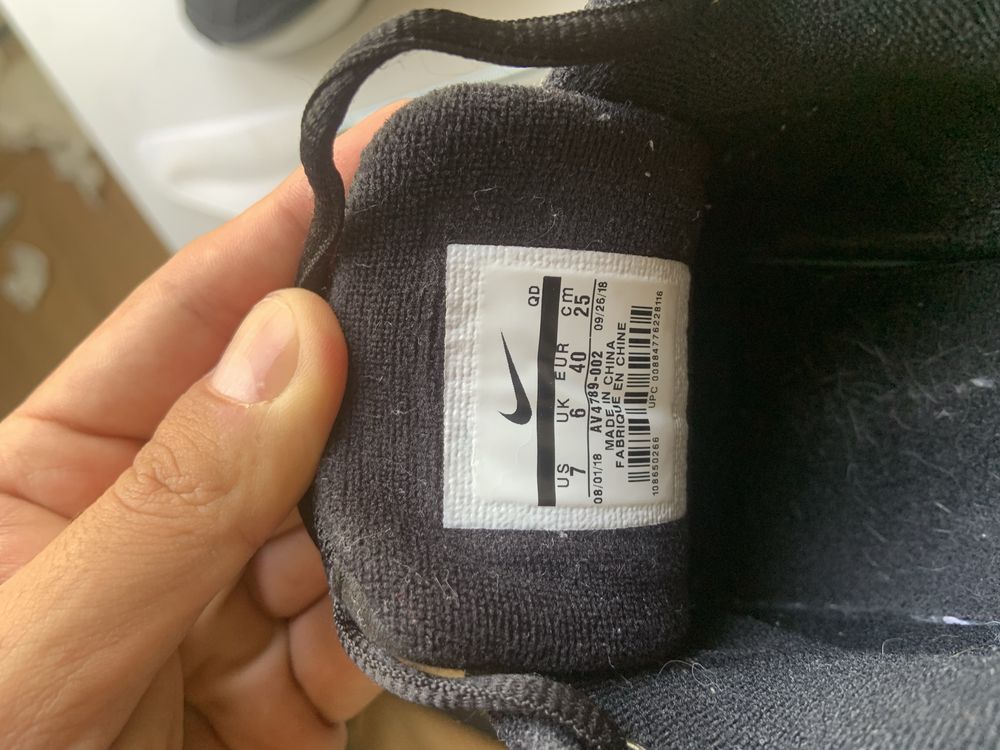 QD
US UK EUR cm
7 6 40 25
08/01/18 AV4789-002 09/26/18
MADE IN CHINA
FABRIQUE EN CHINE
108650266 UPC 00884776228116